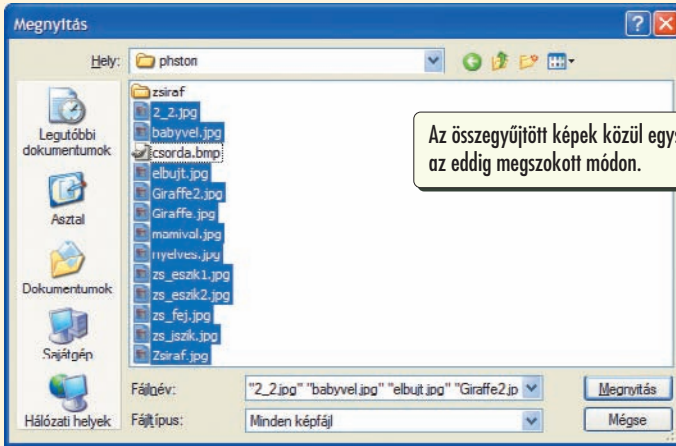 Megnyitás
Hely: phston
zsiraf
2_2.jpg
babyvel.jpg
csorda.bmp
elbujt.jpg
Giraffe2.jpg
Giraffe.jpg
mamival.jpg
nyelves.jpg
zs_eszik1.jpg
zs_eszik2.jpg
zs_fej.jpg
zs_iszik.jpg
Zsiraf.jpg
Legutóbbi
dokumentumok
Asztal
Dokumentumok
Sajátgép
Hálózati helyek
Az összegyűjtött képek közül egys
az eddig megszokott módon.
Fájlnév: "2_2.jpg" "babyvel.jpg" "elbujt.jpg" "Giraffe2.jp Megnyitás
Fájltípus: Minden képfájl Mégse